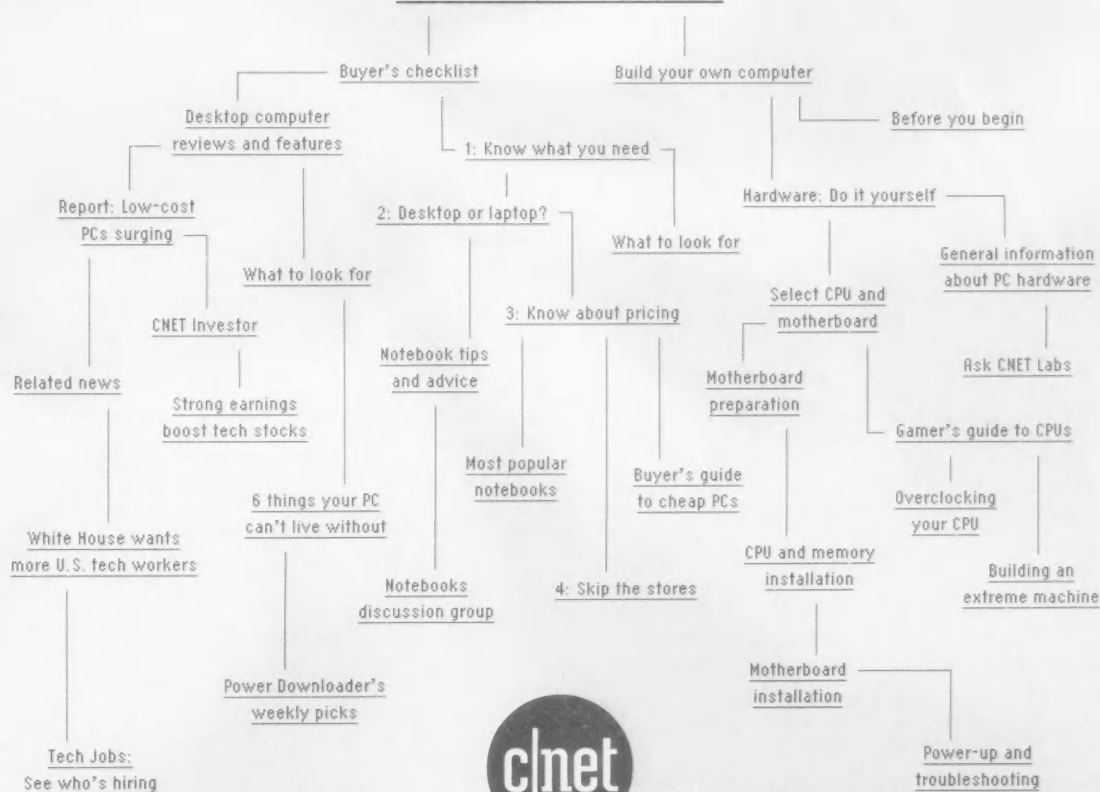 Buyer's checklist
Build your own computer
Desktop computer
reviews and features
Before you begin
1: Know what you need
Report: Low-cost
PCs surging
2: Desktop or laptop?
Hardware: Do it yourself
What to look for
What to look for
General information
about PC hardware
CNET Investor
3: Know about pricing
Select CPU and
motherboard
Related news
Notebook tips
and advice
Motherboard
preparation
Ask CNET Labs
Strong earnings
boost tech stocks
Gamer's guide to CPUs
Most popular
notebooks
Buyer's guide
to cheap PCs
6 things your PC
can't live without
Overclocking
your CPU
White House wants
more U.S. tech workers
CPU and memory
installation
Notebooks
discussion group
4: Skip the stores
Building an
extreme machine
Power Downloader's
weekly picks
Motherboard
installation
Tech Jobs:
See who's hiring
c|net
Power-up and
troubleshooting